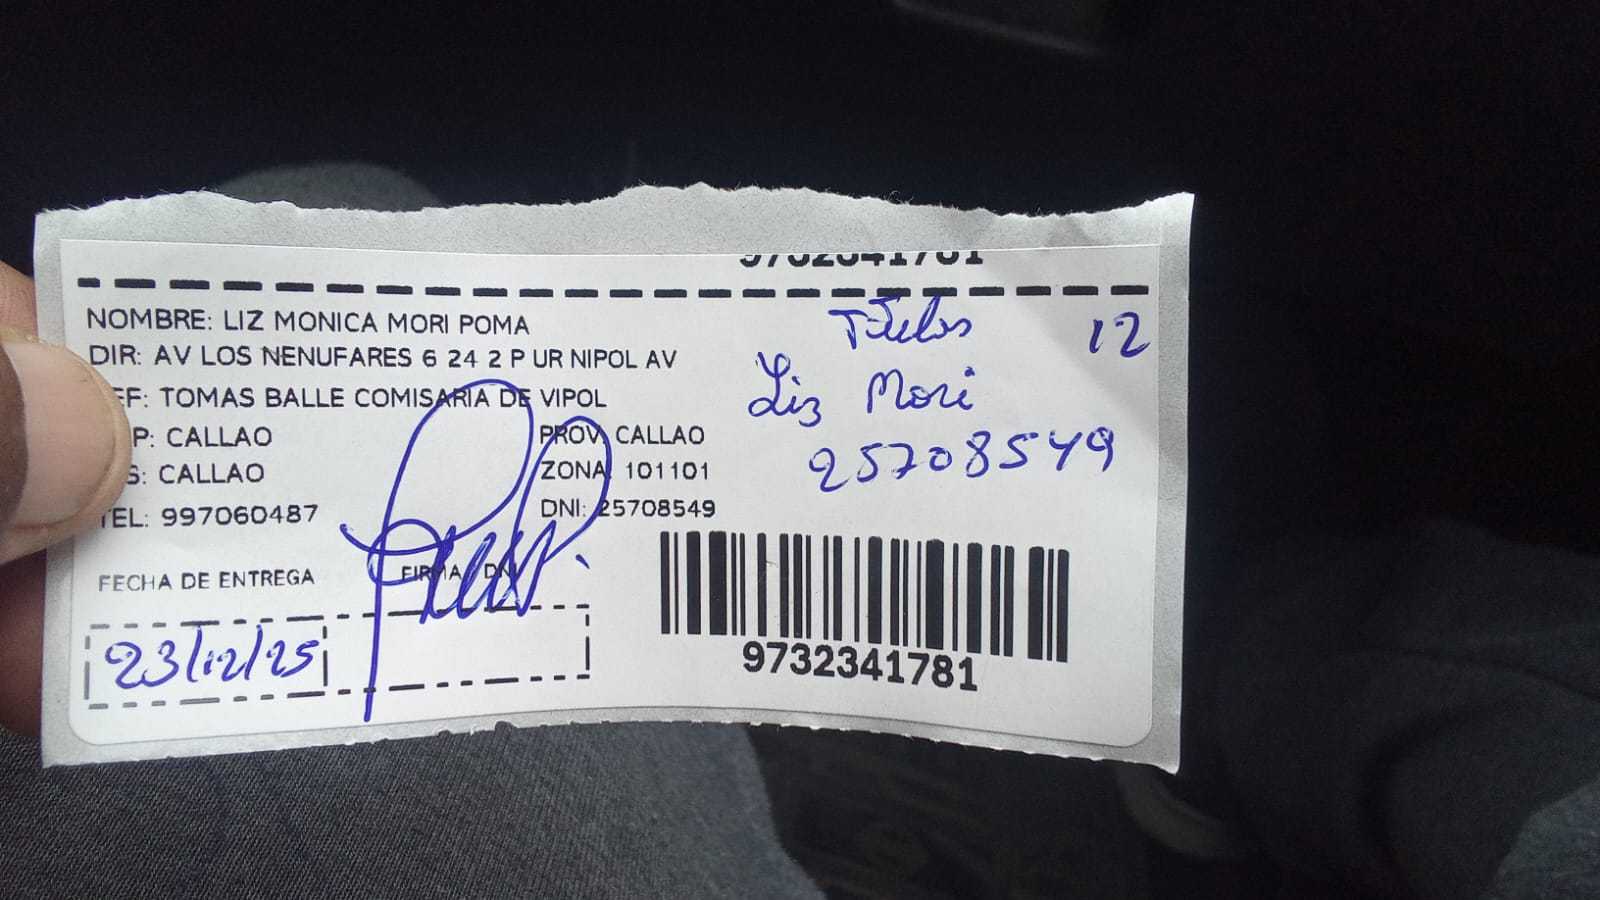 9732341781
NOMBRE: LIZ MONICA MORI POMA
DIR: AV LOS NENUFARES 6 24 2 P UR NIPOL AV
EF: TOMAS BALLE COMISARIA DE VIPOL
P: CALLAO
PROV: CALLAO
S: CALLAO
ZONA 101101
TEL: 997060487
DNI: 25708549
FECHA DE ENTREGA
FIRMA DNI
23/12/25
12
Liz Mori
25708549
9732341781